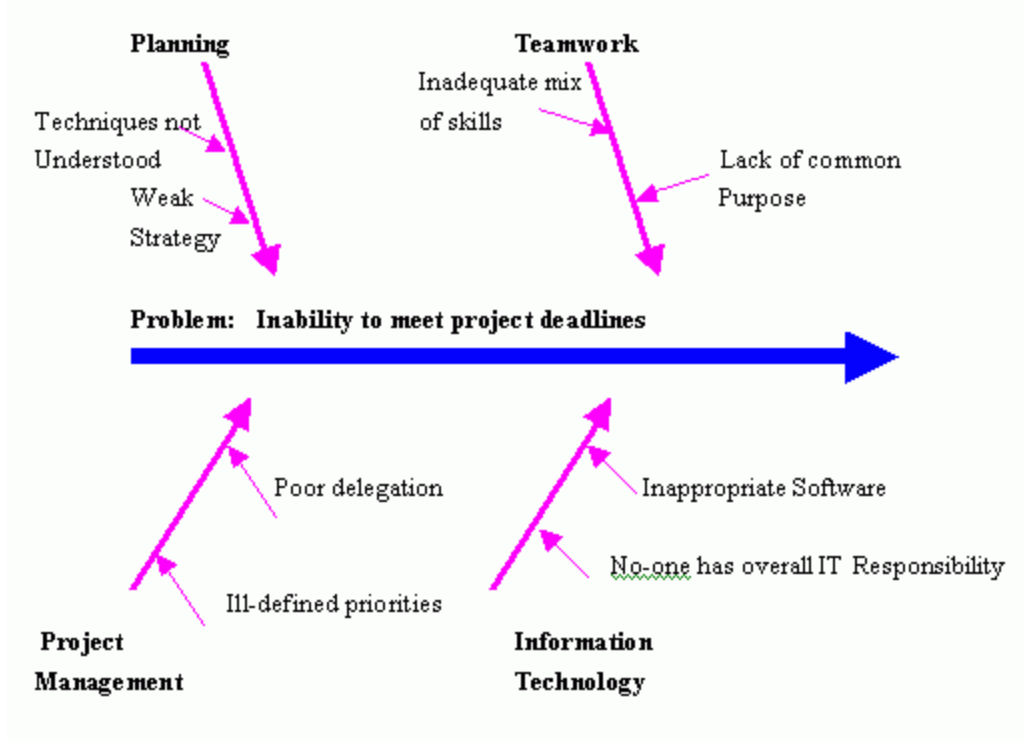 Planning
Teamwork
Inadequate mix
of skills
Techniques not
Understood
Lack of common
Purpose
Weak
Strategy
Problem: Inability to meet project deadlines
Poor delegation
Inappropriate Software
No-one has overall IT Responsibility
Ill-defined priorities
Project
Management
Information
Technology